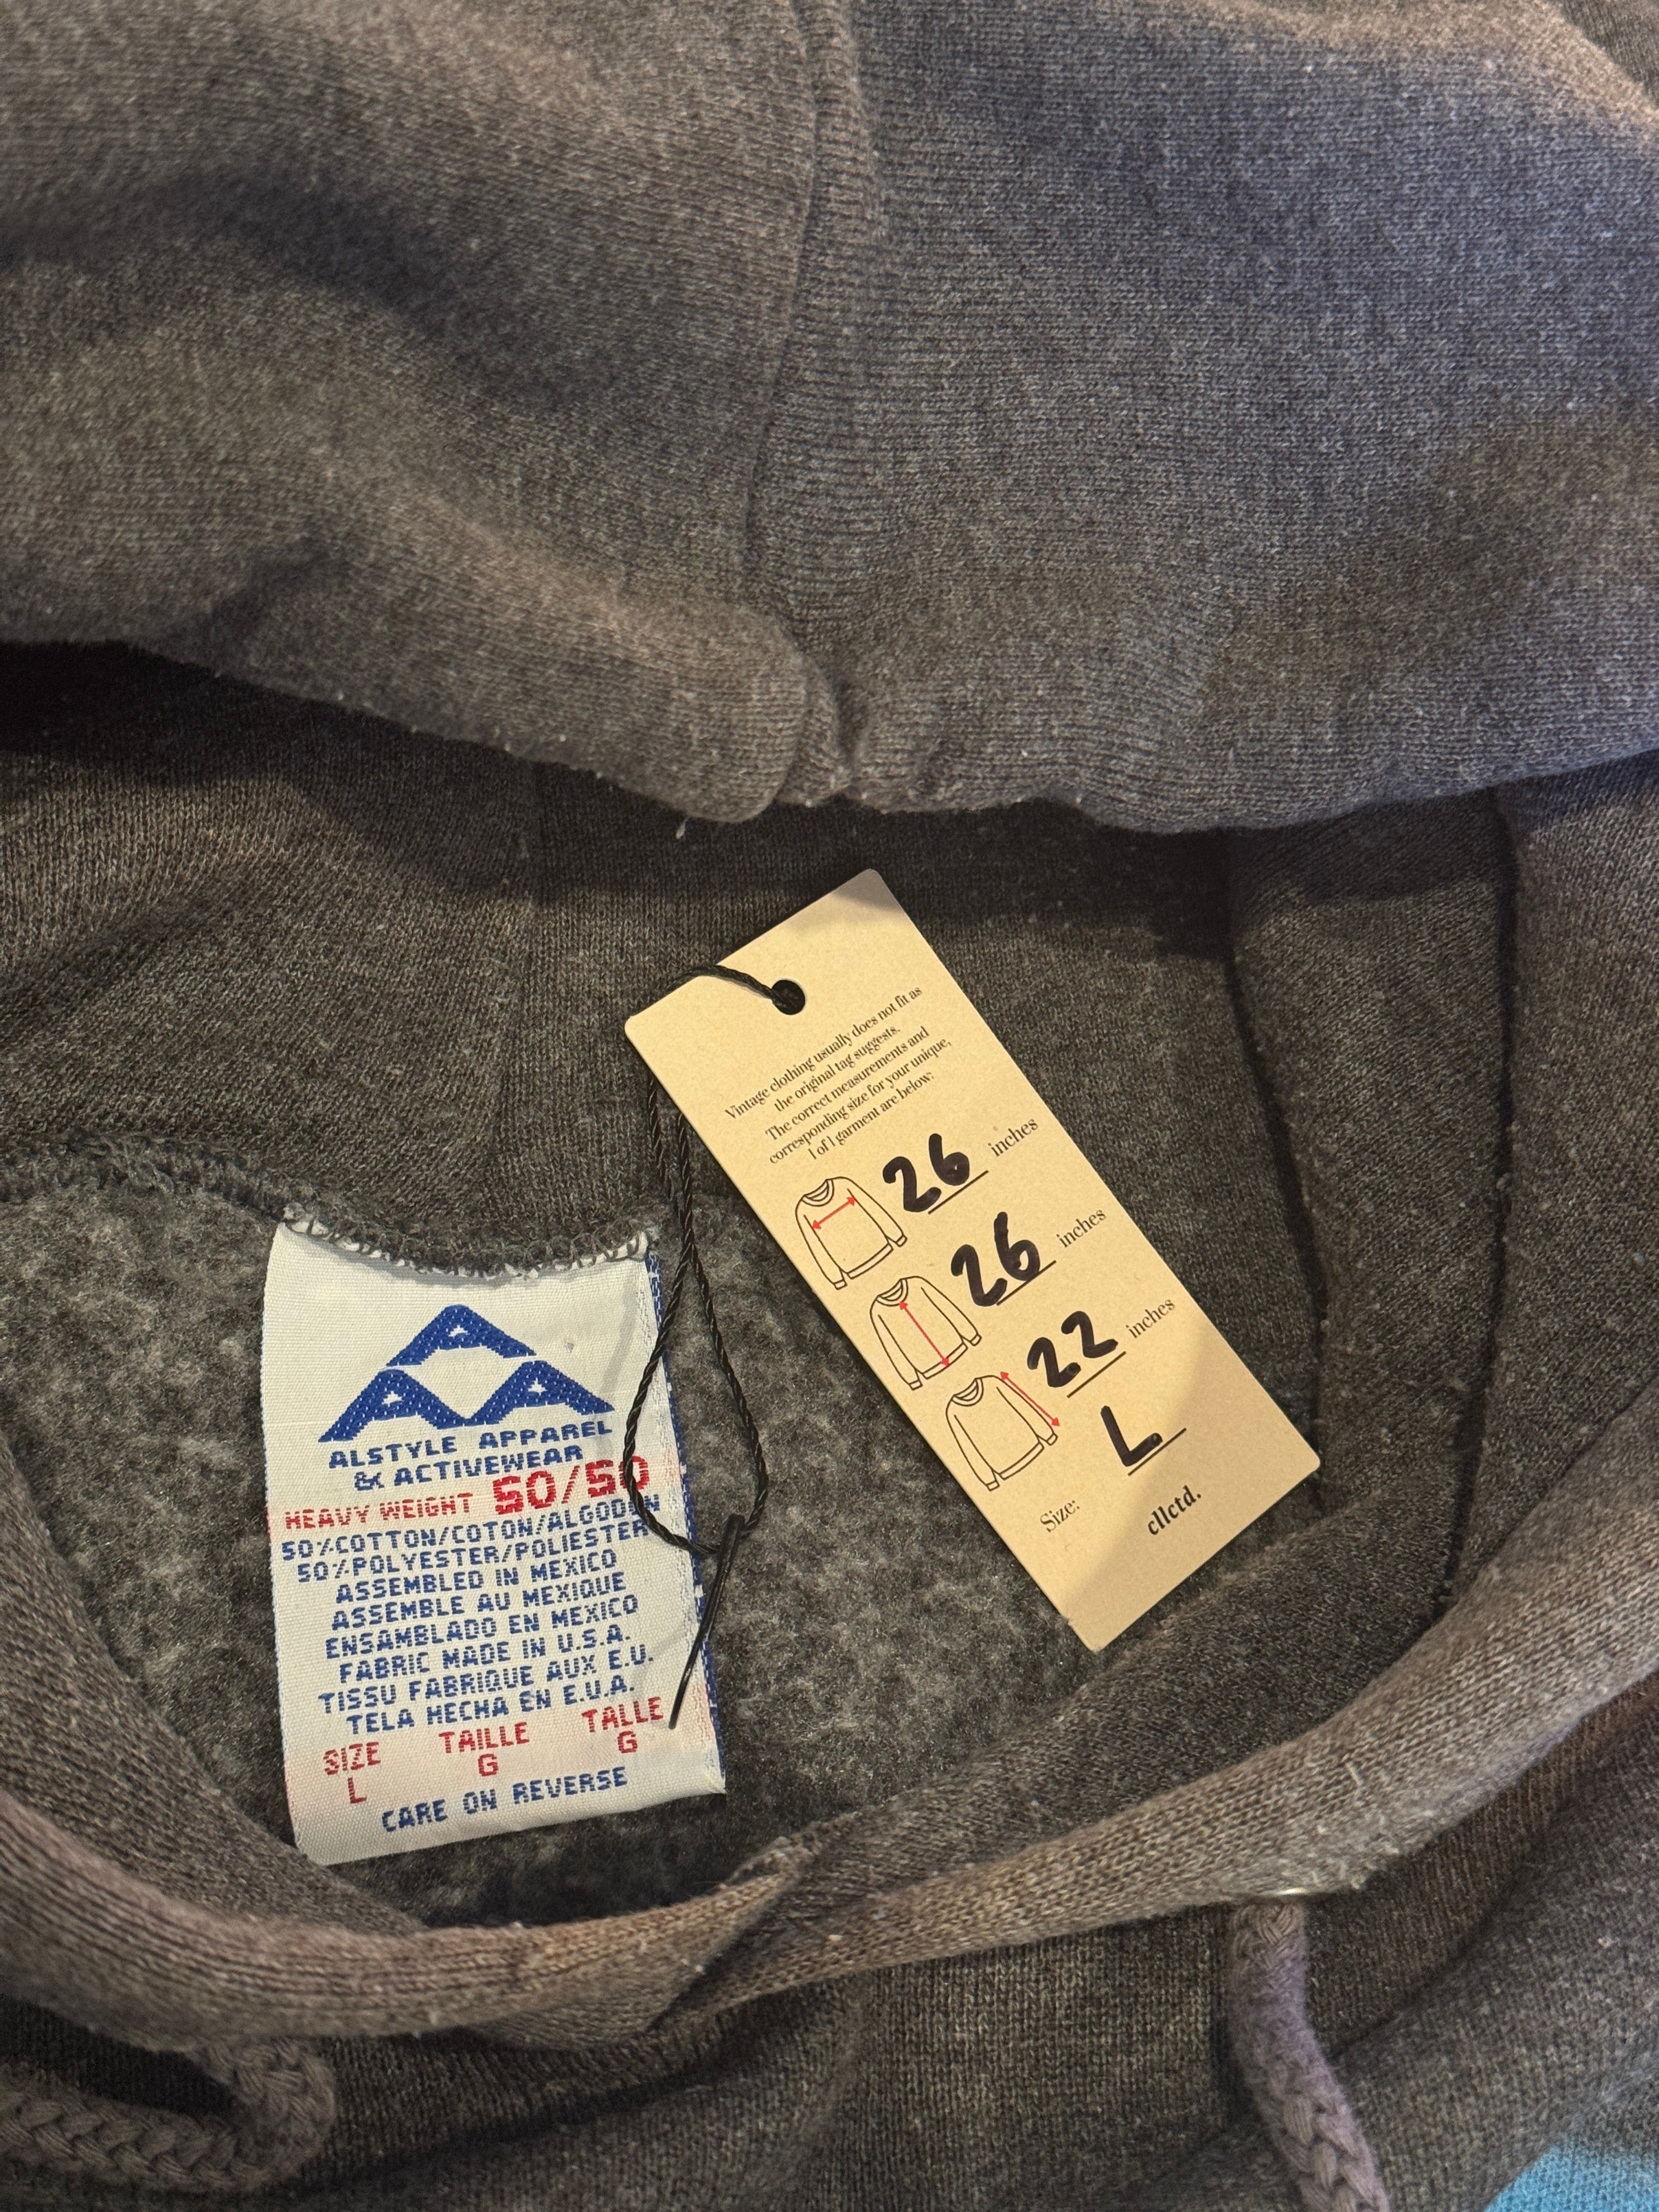 Vintage clothing usually does not fit as
the original tag suggests.
The correct measurements and
corresponding size for your unique,
1 of 1 garment are below:
26 inches
26 inches
22 inches
Size: L
cllctd.
AAA
ALSTYLE APPAREL
& ACTIVEWEAR
HEAVY WEIGHT 50/50
50%COTTON/COTON/ALGODON
50%POLYESTER/POLIESTER
ASSEMBLED IN MEXICO
ASSEMBLE AU MEXIQUE
ENSAMBLADO EN MEXICO
FABRIC MADE IN U.S.A.
TISSU FABRIQUE AUX E.U.
TELA HECHA EN E.U.A.
SIZE TAILLE TALLE
L G G
CARE ON REVERSE